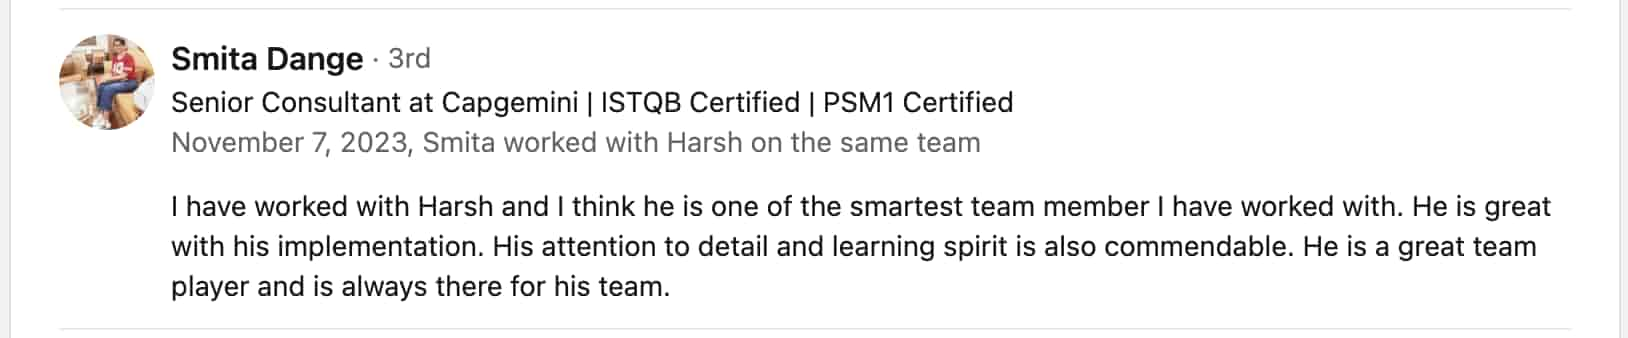 Smita Dange · 3rd
Senior Consultant at Capgemini | ISTQB Certified | PSM1 Certified
November 7, 2023, Smita worked with Harsh on the same team
I have worked with Harsh and I think he is one of the smartest team member I have worked with. He is great
with his implementation. His attention to detail and learning spirit is also commendable. He is a great team
player and is always there for his team.